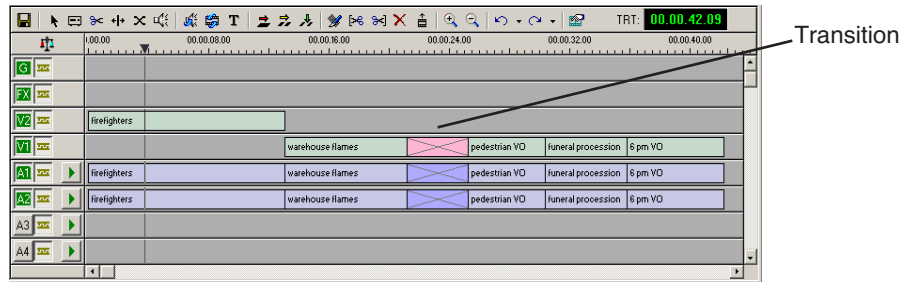 T TRT: 00.00.42.09
Transition
:00.00 00.00.08.00 00.00.16.00 00.00.24.00 00.00.32.00 00.00.40.00
G
FX
V2 firefighters
V1 warehouse flames pedestrian VO funeral procession 6 pm VO
A1 firefighters warehouse flames pedestrian VO funeral procession 6 pm VO
A2 firefighters warehouse flames pedestrian VO funeral procession 6 pm VO
A3
A4